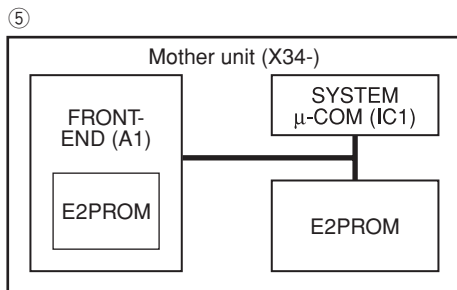 ⑤
Mother unit (X34-)
FRONT-
END (A1)
E2PROM
SYSTEM
μ-COM (IC1)
E2PROM